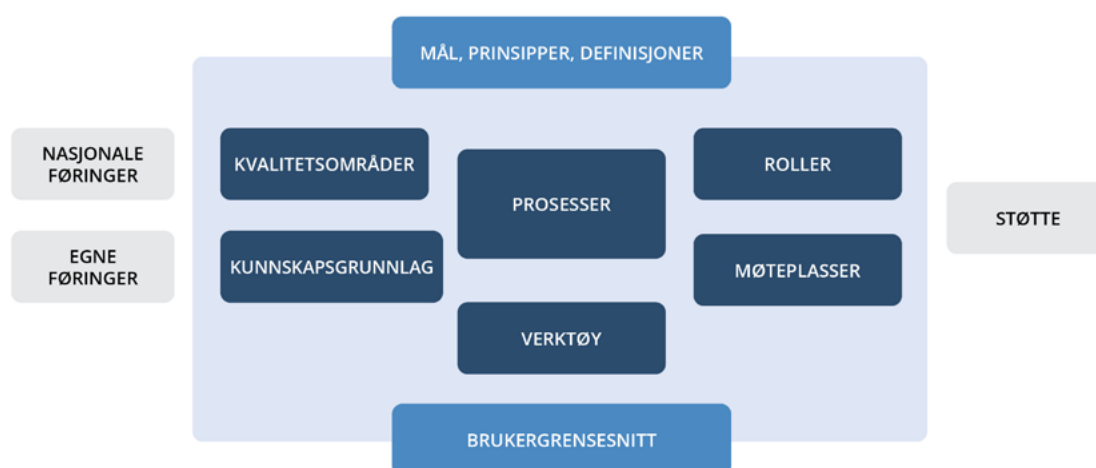 MÅL, PRINSIPPER, DEFINISJONER
NASJONALE
FØRINGER
EGNE
FØRINGER
KVALITETSOMRÅDER
KUNNSKAPSGRUNNLAG
PROSESSER
VERKTØY
ROLLER
MØTEPLASSER
STØTTE
BRUKERGRENSESNITT